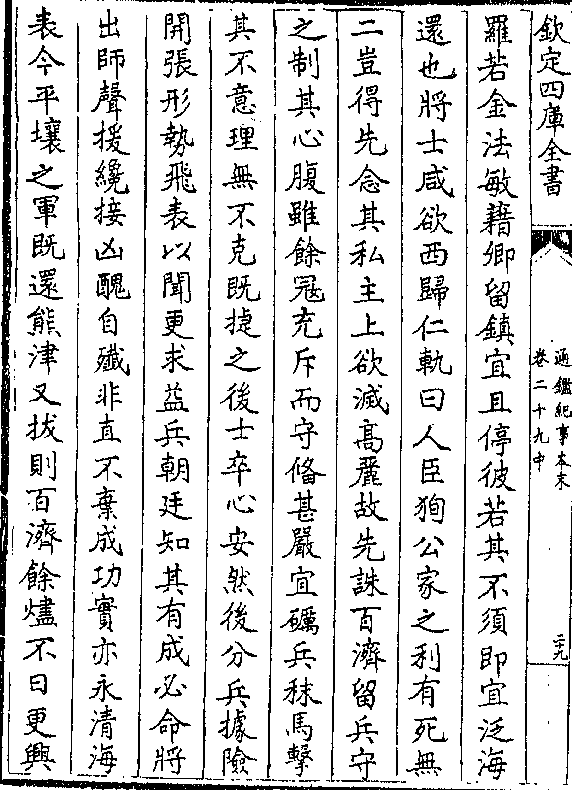 欽定四庫全書
通鑑紀事本末
卷二十九中
羅若金法敏藉卿留鎮宜且停彼若其不須即宜泛海
還也將士咸欲西歸仁軌曰人臣狥公家之利有死無
二豈得先念其私主上欲滅髙麗故先誅百濟留兵守
之制其心腹雖餘寇充斥而守備甚嚴宜礪兵秣馬擊
其不意理無不克既㨗之後士卒心安然後分兵據險
開張形勢飛表以聞更求益兵朝廷知其有成必命將
出師聲援纔接凶醜自殲非直不棄成功實亦永清海
表今平壤之軍既還熊津又拔則百濟餘燼不日更興